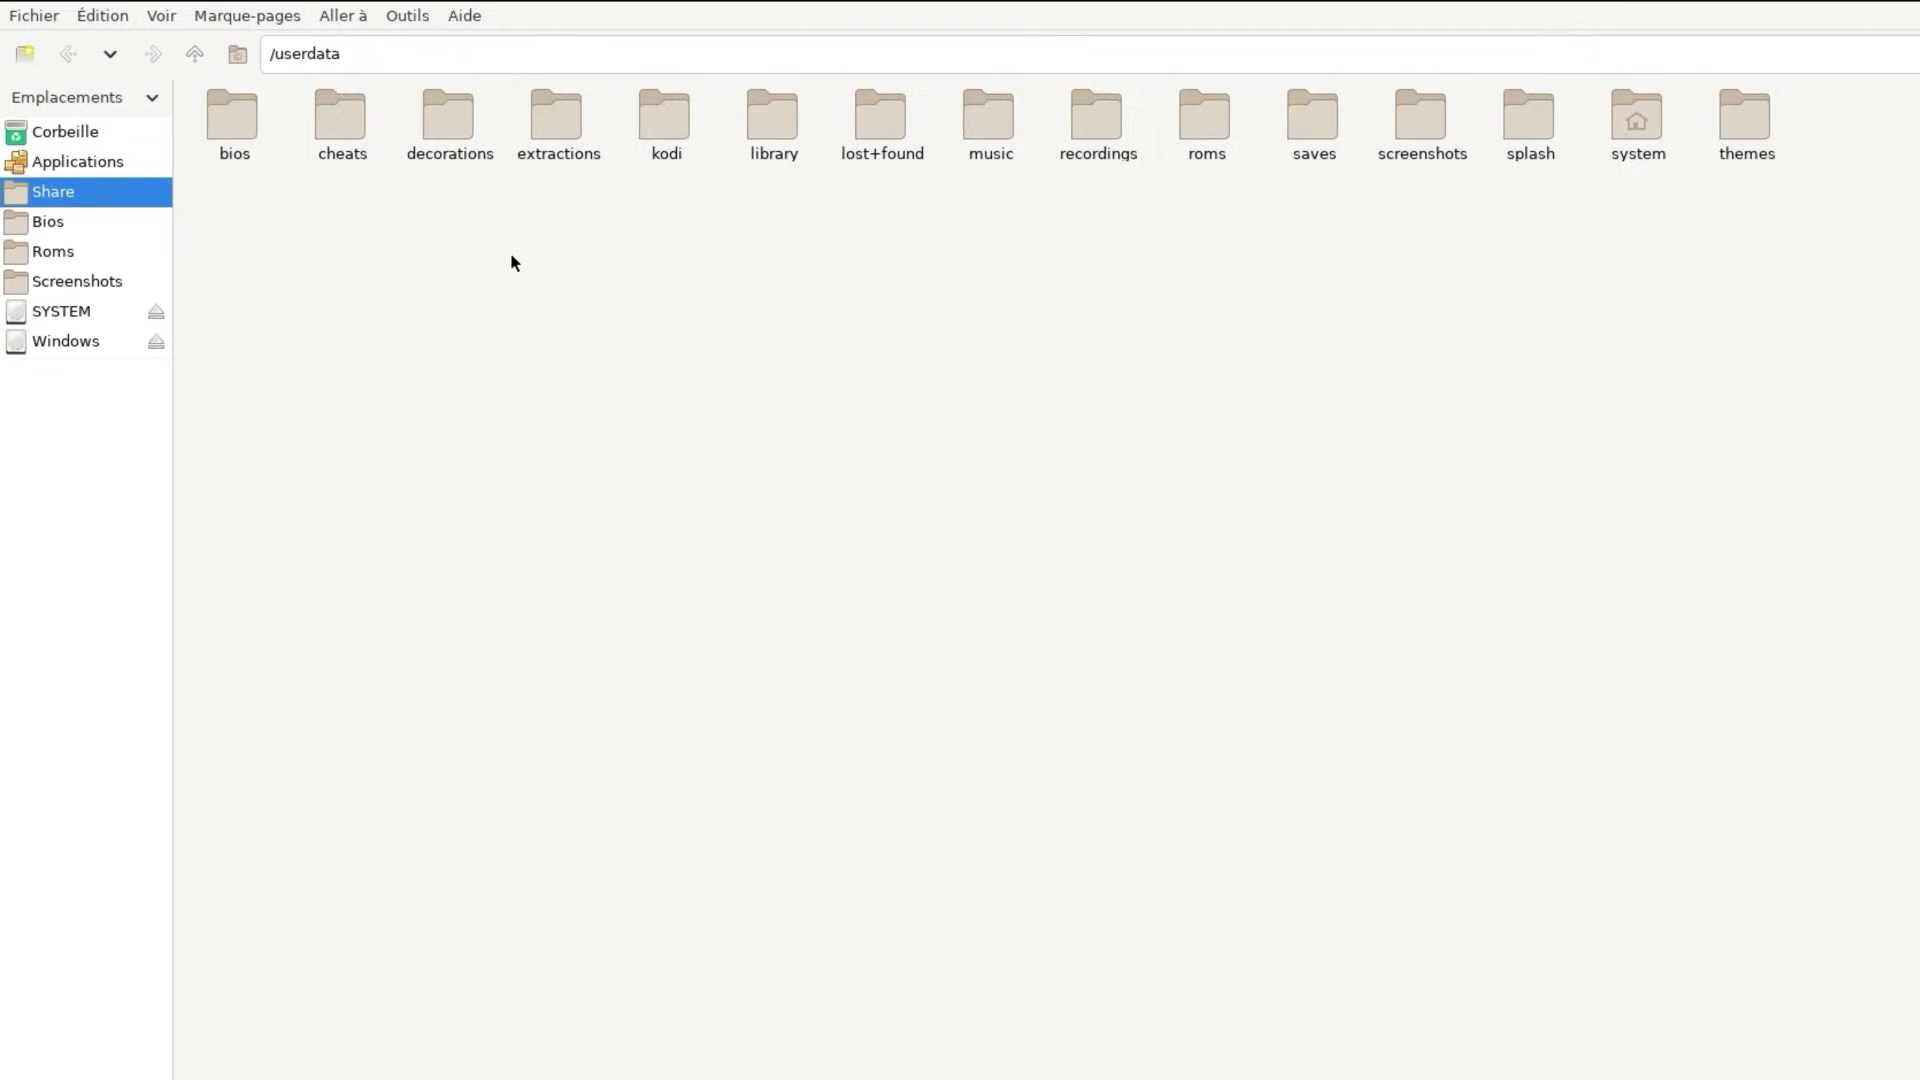 Fichier Édition Voir Marque-pages Aller à Outils Aide
/userdata
Emplacements
Corbeille
Applications
Share
Bios
Roms
Screenshots
SYSTEM
Windows
bios cheats decorations extractions kodi library lost+found music recordings roms saves screenshots splash system themes